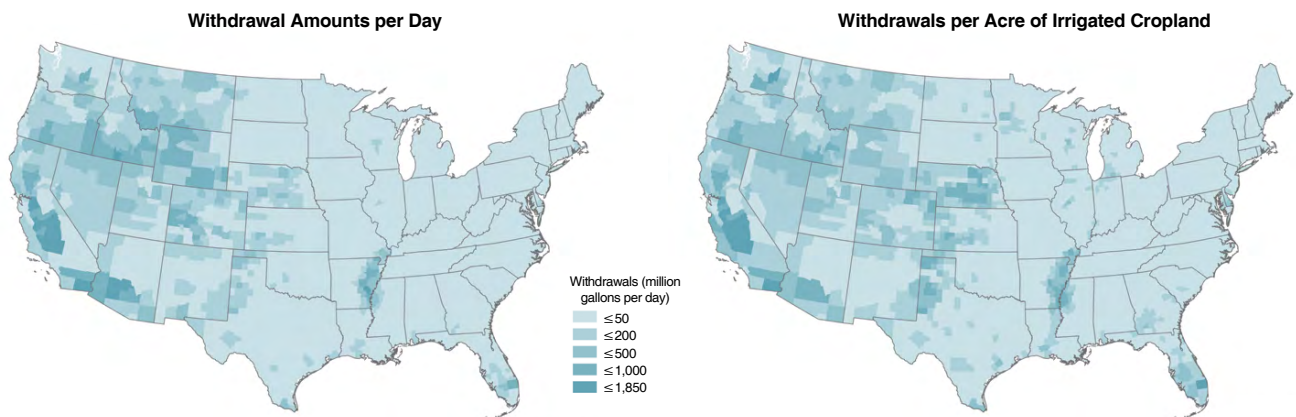 Withdrawal Amounts per Day
Withdrawals per Acre of Irrigated Cropland
Withdrawals (million
gallons per day)
≤50
≤200
≤500
≤1,000
≤1,850